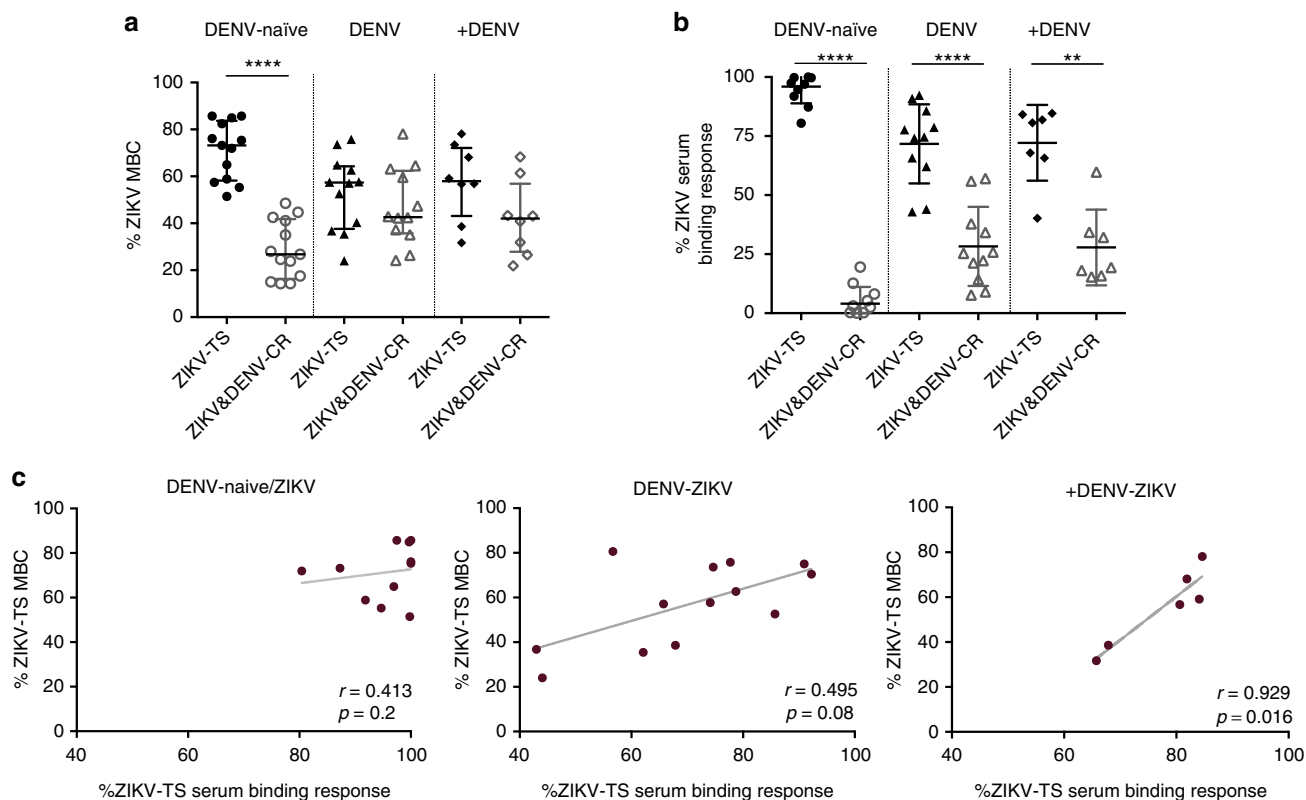 a
DENV-naïve DENV +DENV
****
% ZIKV MBC
100
80
60
40
20
0
ZIKV-TS
ZIKV&DENV-CR
ZIKV-TS
ZIKV&DENV-CR
ZIKV-TS
ZIKV&DENV-CR
b
DENV-naïve DENV +DENV
**** **** **
% ZIKV serum
binding response
100
75
50
25
0
ZIKV-TS
ZIKV&DENV-CR
ZIKV-TS
ZIKV&DENV-CR
ZIKV-TS
ZIKV&DENV-CR
c
DENV-naive/ZIKV
% ZIKV-TS MBC
100
80
60
40
20
0
r = 0.413
p = 0.2
40 60 80 100
%ZIKV-TS serum binding response
DENV-ZIKV
% ZIKV-TS MBC
100
80
60
40
20
0
r = 0.495
p = 0.08
40 60 80 100
%ZIKV-TS serum binding response
+DENV-ZIKV
% ZIKV-TS MBC
100
80
60
40
20
0
r = 0.929
p = 0.016
40 60 80 100
%ZIKV-TS serum binding response